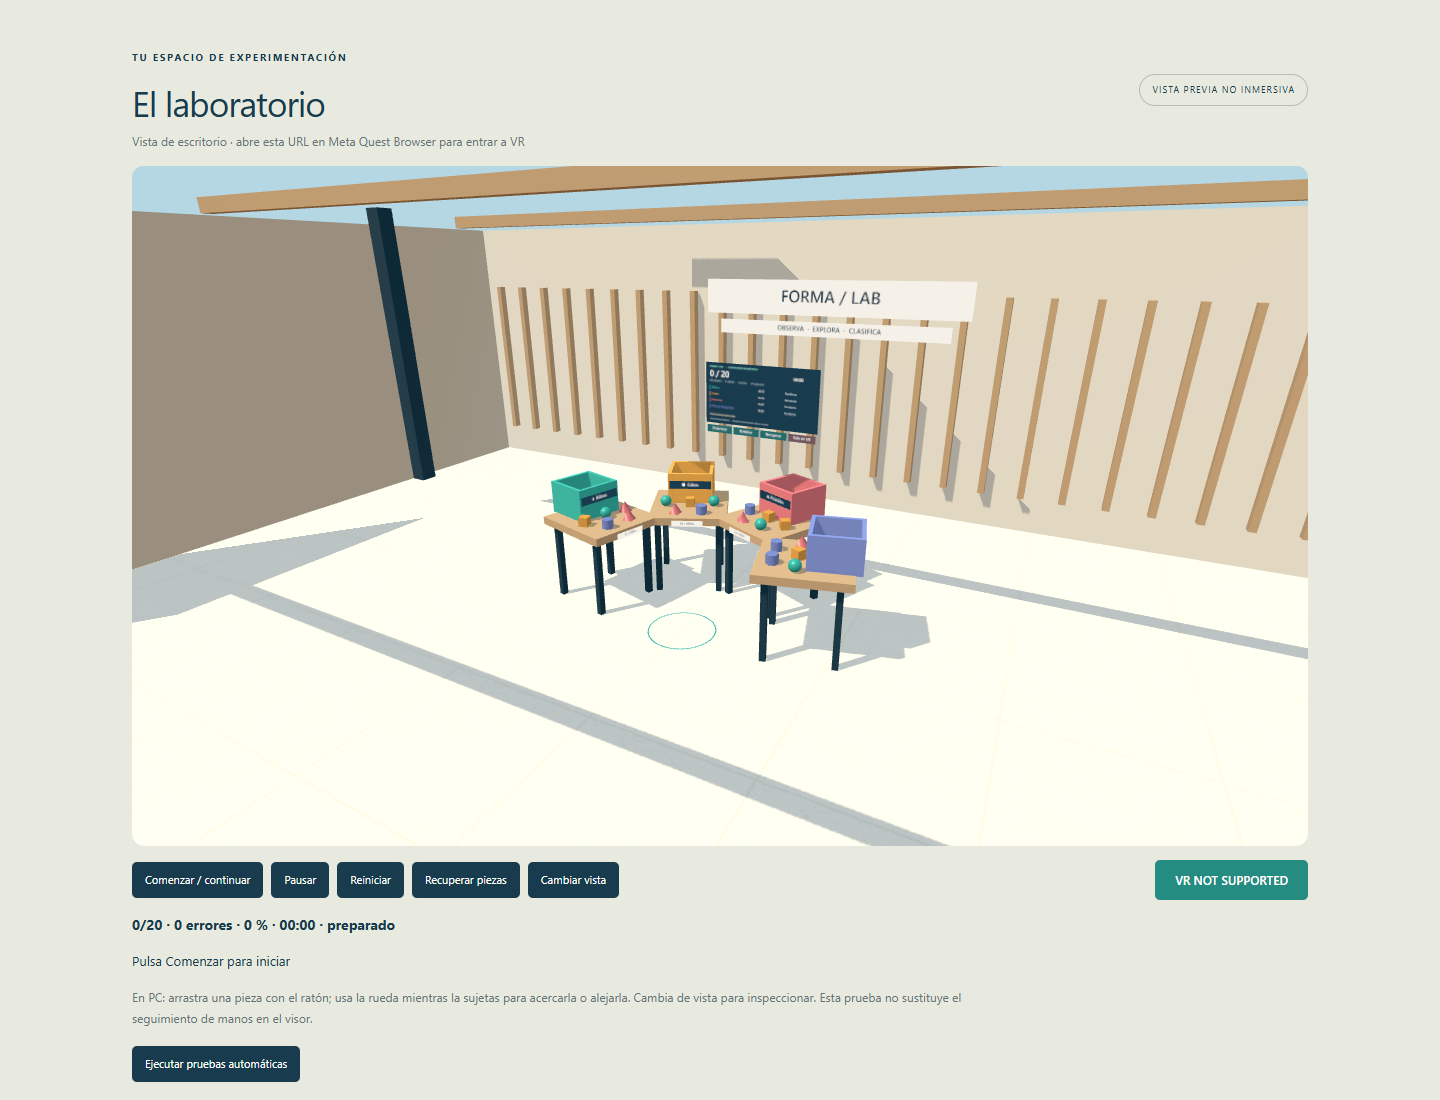 TU ESPACIO DE EXPERIMENTACIÓN
El laboratorio
VISTA PREVIA NO INMERSIVA
Vista de escritorio · abre esta URL en Meta Quest Browser para entrar a VR
FORMA / LAB
OBSERVA · EXPLORA · CLASIFICA
0/20
00:00
Comenzar / continuar
Pausar
Reiniciar
Recuperar piezas
Cambiar vista
VR NOT SUPPORTED
0/20 · 0 errores · 0 % · 00:00 · preparado
Pulsa Comenzar para iniciar
En PC: arrastra una pieza con el ratón; usa la rueda mientras la sujetas para acercarla o alejarla. Cambia de vista para inspeccionar. Esta prueba no sustituye el
seguimiento de manos en el visor.
Ejecutar pruebas automáticas